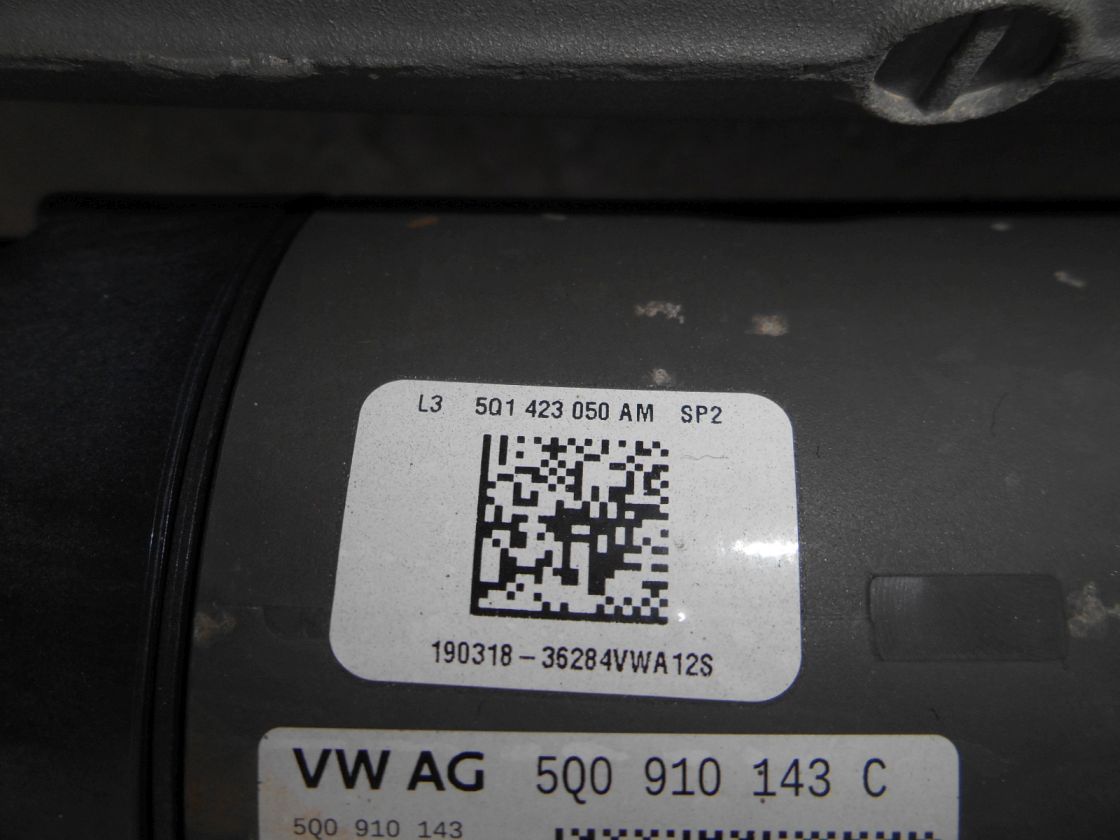 L3 5Q1 423 050 AM SP2
190318-36284VWA12S
VW AG 5Q0 910 143 C
5Q0 910 143